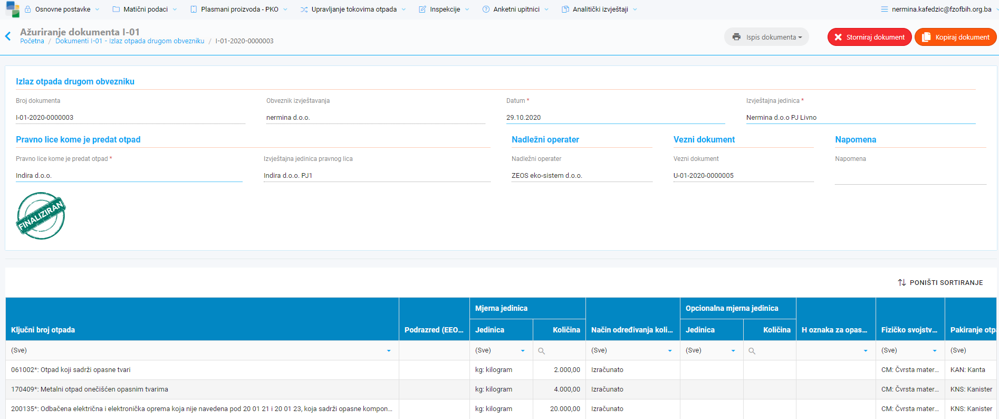 Osnovne postavke Matični podaci Plasmani proizvoda - PKO Upravljanje tokovima otpada Inspekcije Anketni upitnici Analitički izvještaji nermina.kafedzic@fzofbih.org.ba
Ažuriranje dokumenta I-01
Početna / Dokumenti I-01 - Izlaz otpada drugom obvezniku / I-01-2020-0000003
Ispis dokumenta Storniraj dokument Kopiraj dokument
Izlaz otpada drugom obvezniku
Broj dokumenta Obveznik izvještavanja Datum * Izvještajna jedinica *
I-01-2020-0000003 nermina d.o.o. 29.10.2020 Nermina d.o.o PJ Livno
Pravno lice kome je predat otpad Nadležni operater Vezni dokument Napomena
Pravno lice kome je predat otpad * Izvještajna jedinica pravnog lica Nadležni operater Vezni dokument Napomena
Indira d.o.o. Indira d.o.o. PJ1 ZEOS eko-sistem d.o.o. U-01-2020-0000005
FINALIZIRAN
PONIŠTI SORTIRANJE
Mjerna jedinica Opcionalna mjerna jedinica
Ključni broj otpada Podrazred (EEO... Jedinica Količina Način određivanja koli... Jedinica Količina H oznaka za opas... Fizičko svojstv... Pakiranje otpa
(Sve) (Sve) (Sve) (Sve) (Sve) (Sve)
061002*: Otpad koji sadrži opasne tvari kg: kilogram 2.000,00 Izračunato CM: Čvrsta mater... KAN: Kanta
170409*: Metalni otpad onečišćen opasnim tvarima kg: kilogram 4.000,00 Izračunato CM: Čvrsta mater... KNS: Kanister
200135*: Odbačena električna i elektronička oprema koja nije navedena pod 20 01 21 i 20 01 23, koja sadrži opasne kompon... kg: kilogram 20.000,00 Izračunato CM: Čvrsta mater... KNS: Kanister